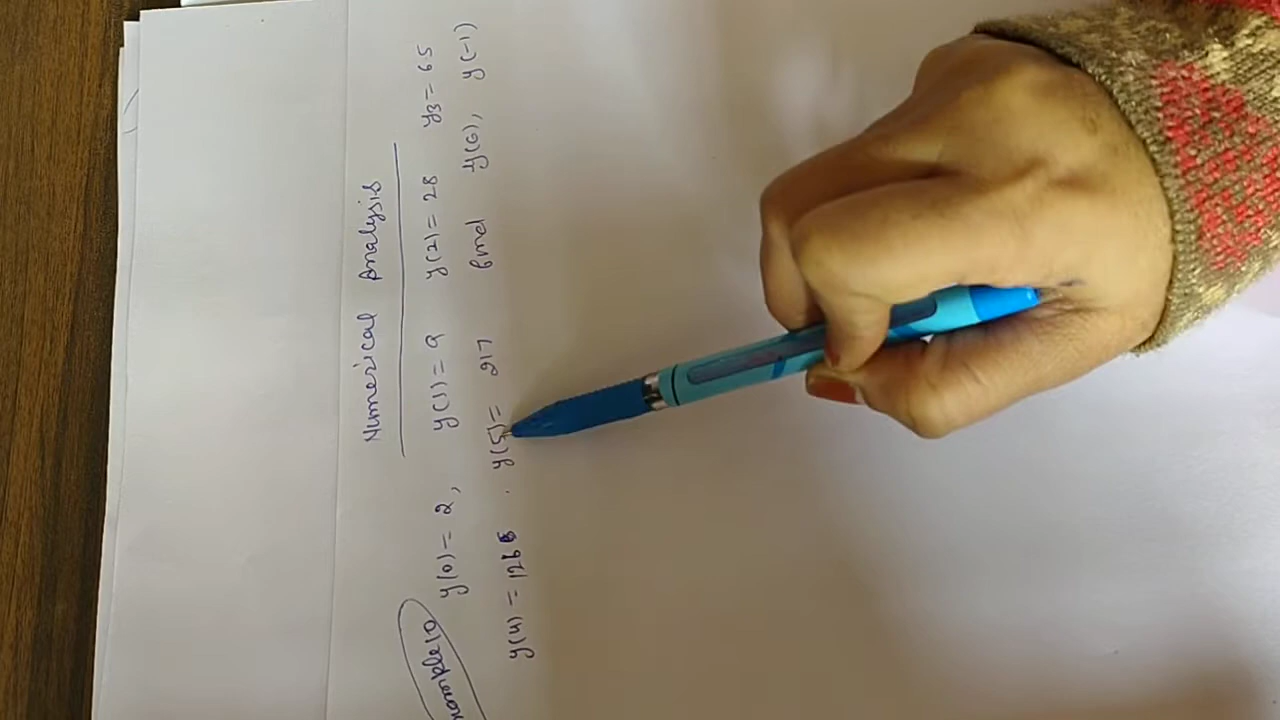 Numerical Analysis
Example 10 y(0) = 2, y(1) = 9 y(2) = 28 y3 = 65
y(4) = 126 . y(5) = 217 find y(6), y(-1)